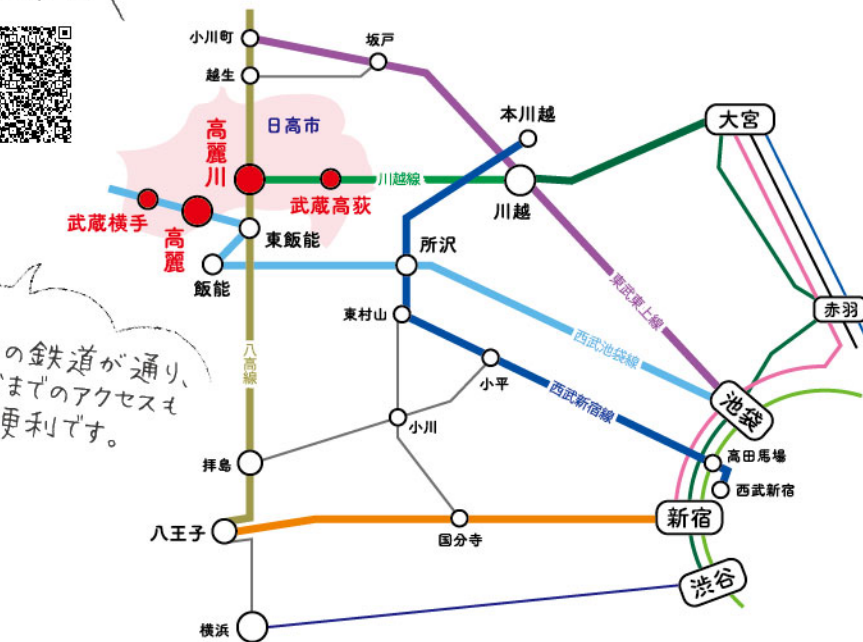 小川町
坂戸
越生
本川越
大宮
高麗川
日高市
川越線
武蔵高萩
川越
武蔵横手
高麗
東飯能
所沢
飯能
東武東上線
赤羽
東村山
西武池袋線
の鉄道が通り、
までのアクセスも
便利です。
八高線
小平
西武新宿線
池袋
小川
高田馬場
拝島
西武新宿
八王子
国分寺
新宿
渋谷
横浜